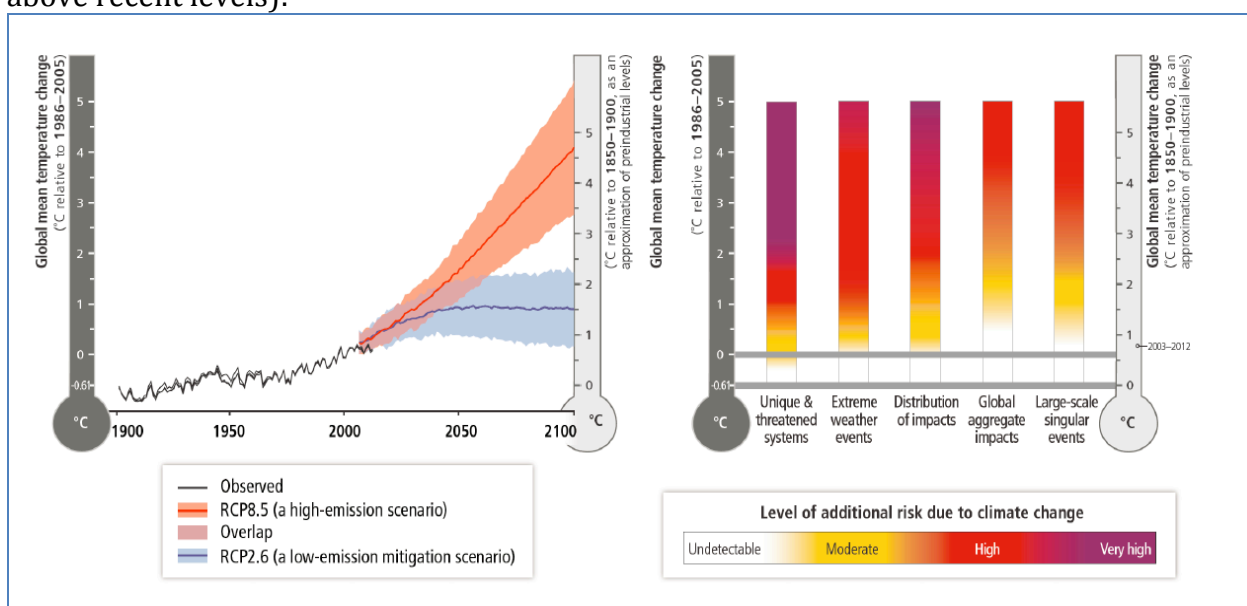 above recent levels).
Global mean temperature change
(°C relative to 1986–2005)
°C
5
4
3
2
1
0
-0.61
°C
°C
5
4
3
2
1
0
°C
(°C relative to 1850–1900, as an
approximation of preindustrial levels)
1900
1950
2000
2050
2100
Observed
RCP8.5 (a high-emission scenario)
Overlap
RCP2.6 (a low-emission mitigation scenario)
Global mean temperature change
(°C relative to 1986–2005)
°C
5
4
3
2
1
0
-0.61
°C
Unique &
threatened
systems
Extreme
weather
events
Distribution
of impacts
Global
aggregate
impacts
Large-scale
singular
events
°C
5
4
3
2
1
0
°C
2003–2012
Global mean temperature change
(°C relative to 1850–1900, as an
approximation of preindustrial levels)
Level of additional risk due to climate change
Undetectable
Moderate
High
Very high